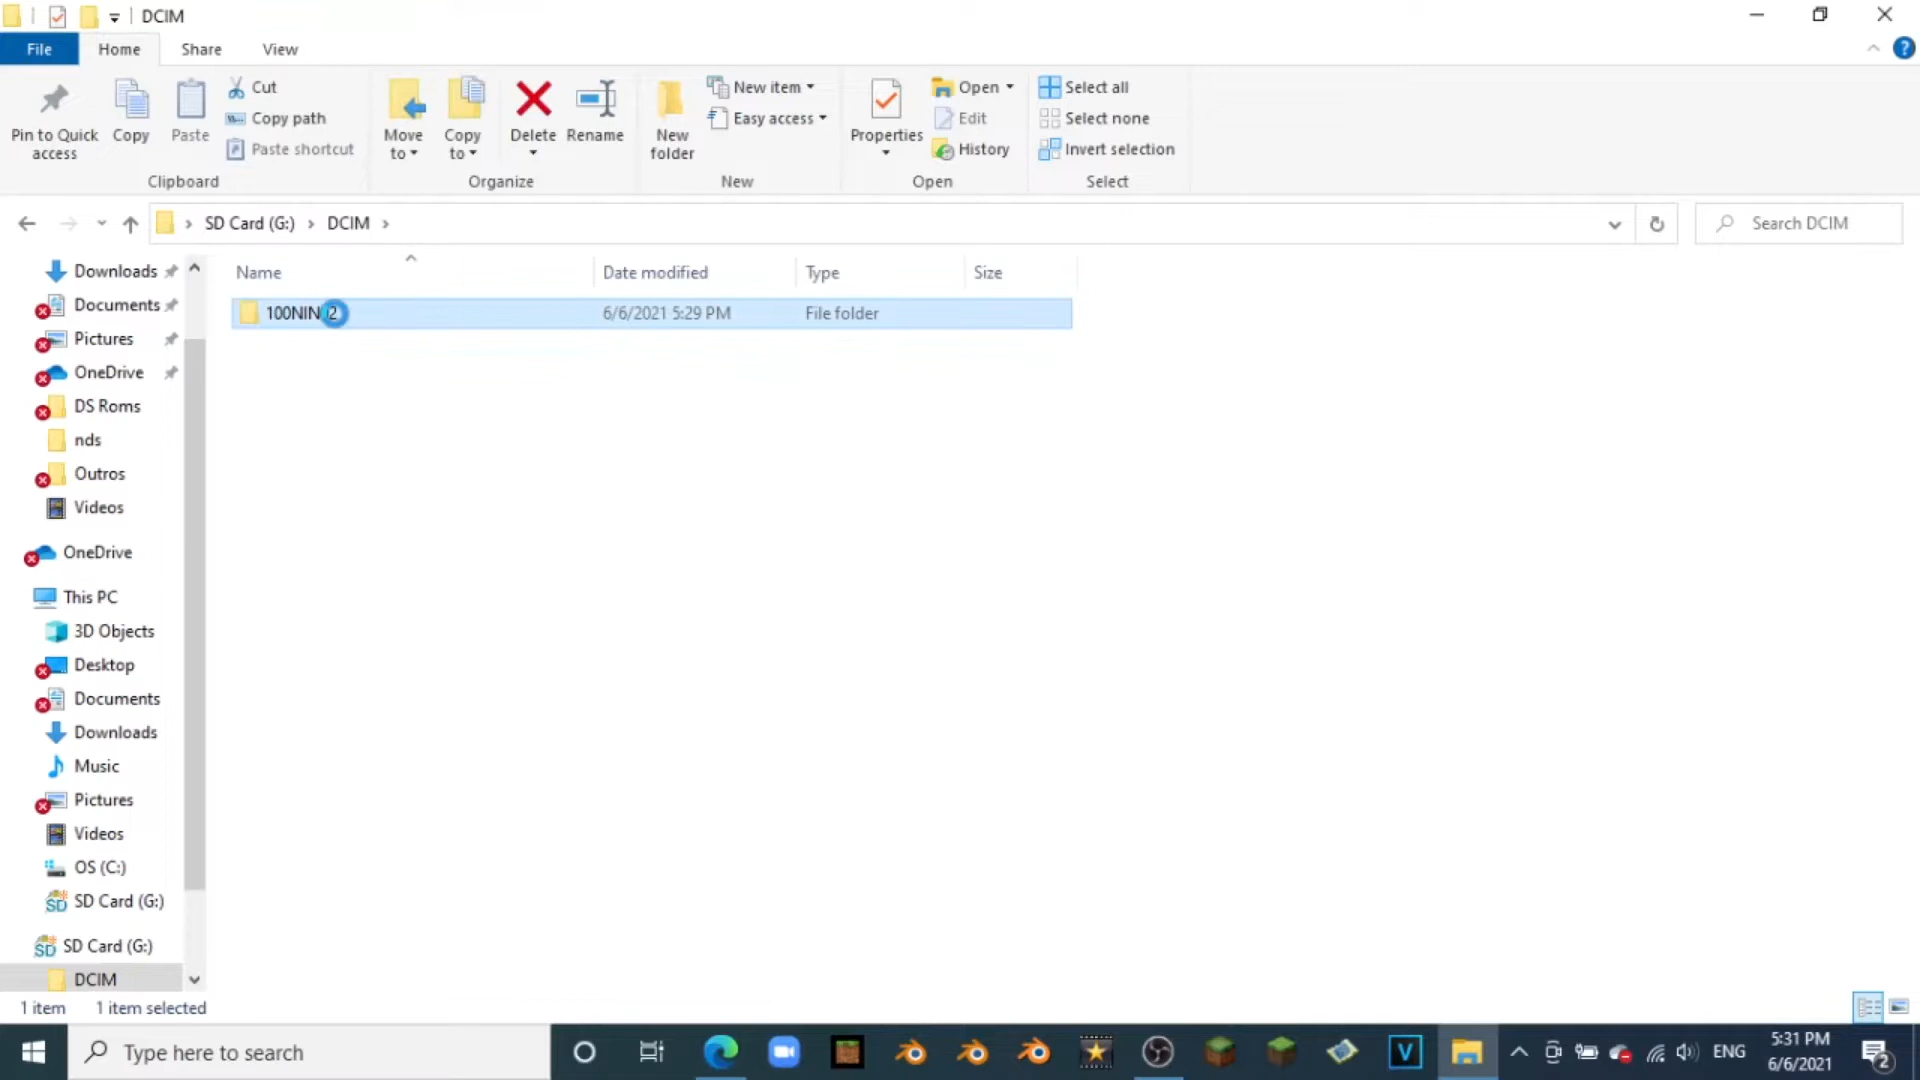 DCIM
File Home Share View
Pin to Quick access
Copy
Paste
Cut
Copy path
Paste shortcut
Clipboard
Move to
Copy to
Delete
Rename
Organize
New folder
New item
Easy access
New
Properties
Open
Edit
History
Open
Select all
Select none
Invert selection
Select
SD Card (G:) › DCIM ›
Search DCIM
Name Date modified Type Size
100NIN 2 6/6/2021 5:29 PM File folder
Downloads
Documents
Pictures
OneDrive
DS Roms
nds
Outros
Videos
OneDrive
This PC
3D Objects
Desktop
Documents
Downloads
Music
Pictures
Videos
OS (C:)
SD Card (G:)
SD SD Card (G:)
DCIM
1 item 1 item selected
Type here to search
V
ENG
5:31 PM
6/6/2021
2